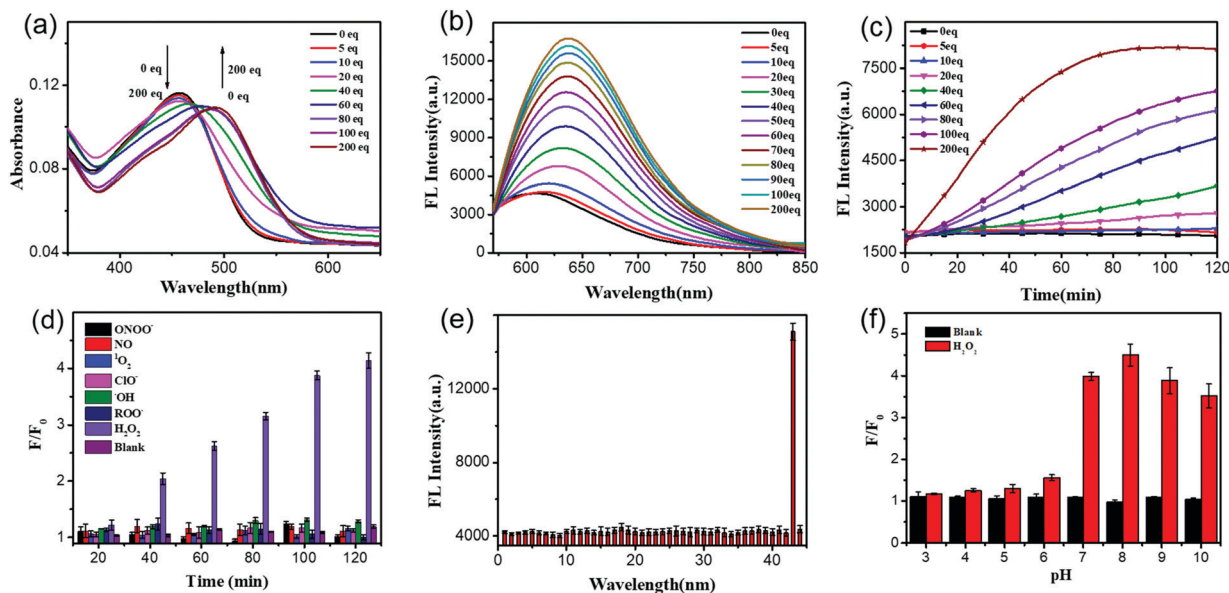 (a)
0 eq
200 eq
200 eq
0 eq
0 eq
5 eq
10 eq
20 eq
40 eq
60 eq
80 eq
100 eq
200 eq
0.12
0.08
0.04
Absorbance
400
500
600
Wavelength(nm)
(b)
0eq
5eq
10eq
20eq
30eq
40eq
50eq
60eq
70eq
80eq
90eq
100eq
200eq
15000
12000
9000
6000
3000
0
FL Intensity(a.u.)
600
650
700
750
800
850
Wavelength(nm)
(c)
0eq
5eq
10eq
20eq
40eq
60eq
80eq
100eq
200eq
7500
6000
4500
3000
1500
FL Intensity (a.u.)
0
20
40
60
80
100
120
Time(min)
(d)
ONOO⁻
NO
¹O₂
ClO⁻
·OH
ROO·
H₂O₂
Blank
4
3
2
1
F/F₀
20
40
60
80
100
120
Time (min)
(e)
16000
12000
8000
4000
FL Intensity(a.u.)
0
10
20
30
40
Wavelength(nm)
(f)
Blank
H₂O₂
5
4
3
2
1
0
F/F₀
3
4
5
6
7
8
9
10
pH